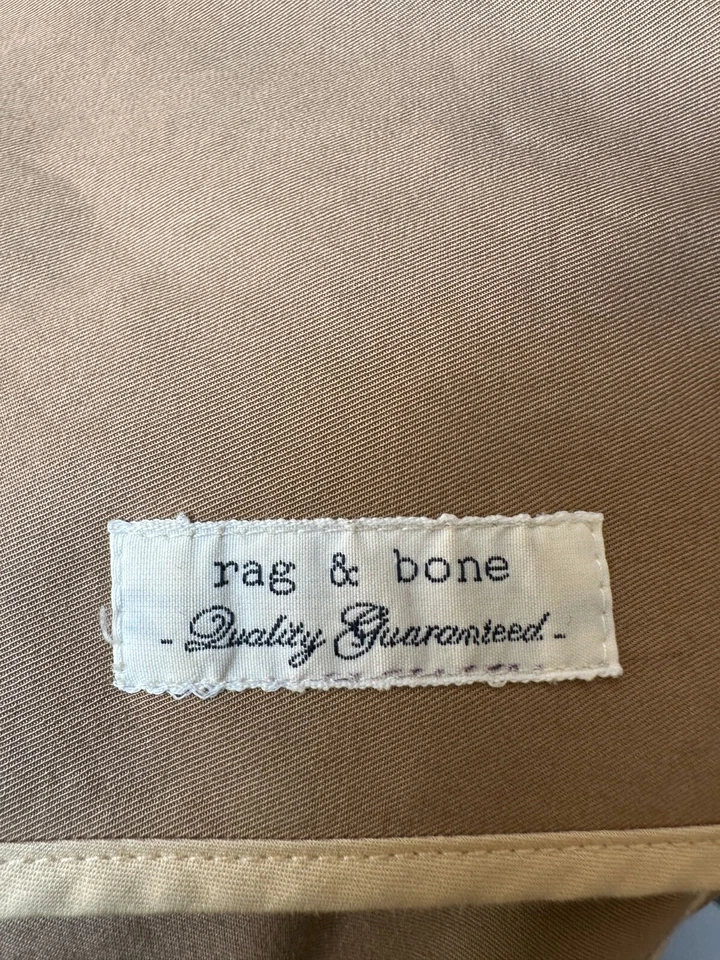 rag & bone
- Quality Guaranteed -